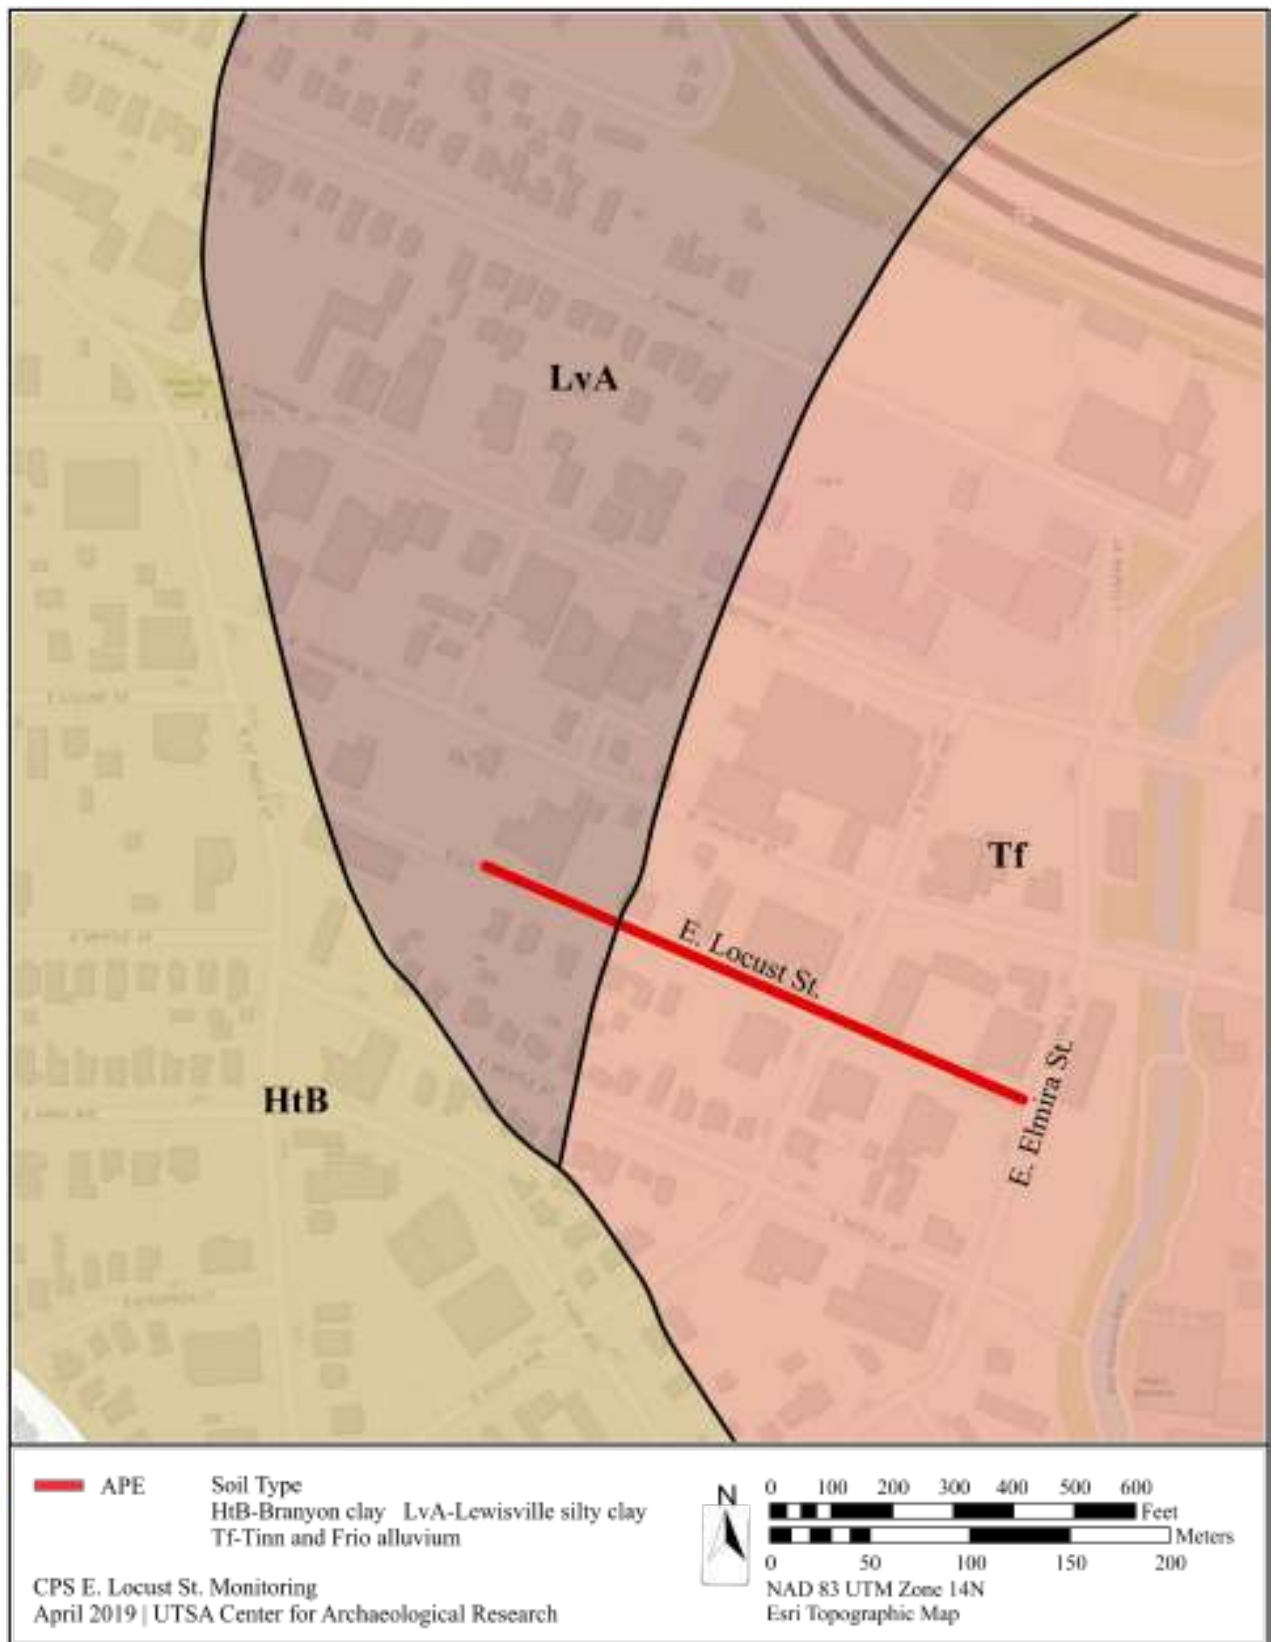 LvA
Tf
E. Locust St.
E. Elmira St.
HtB
APE
Soil Type
HtB-Branyon clay LvA-Lewisville silty clay
Tf-Tinn and Frio alluvium
CPS E. Locust St. Monitoring
April 2019 | UTSA Center for Archaeological Research
N
0 100 200 300 400 500 600
Feet
Meters
0 50 100 150 200
NAD 83 UTM Zone 14N
Esri Topographic Map